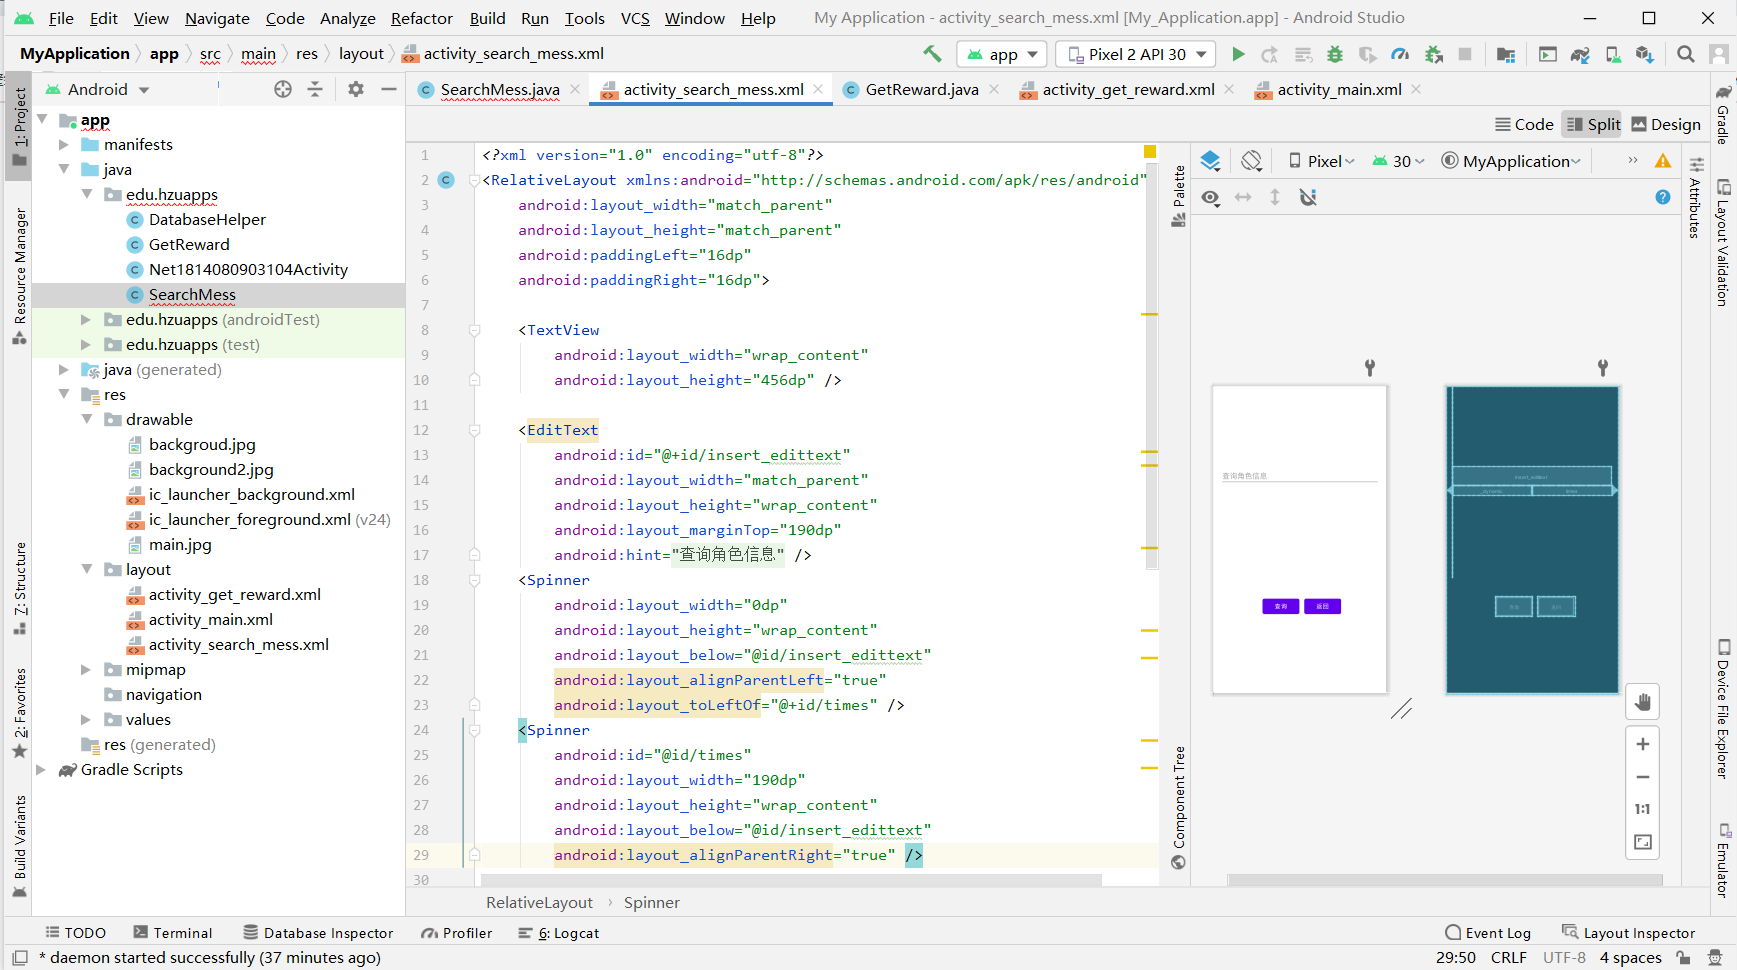 File Edit View Navigate Code Analyze Refactor Build Run Tools VCS Window Help My Application - activity_search_mess.xml [My_Application.app] - Android Studio
MyApplication app src main res layout activity_search_mess.xml app Pixel 2 API 30
Android SearchMess.java activity_search_mess.xml GetReward.java activity_get_reward.xml activity_main.xml
Code Split Design
1: Project
Resource Manager
7: Structure
2: Favorites
Build Variants
app
manifests
java
edu.hzuapps
DatabaseHelper
GetReward
Net1814080903104Activity
SearchMess
edu.hzuapps (androidTest)
edu.hzuapps (test)
java (generated)
res
drawable
backgroud.jpg
background2.jpg
ic_launcher_background.xml
ic_launcher_foreground.xml (v24)
main.jpg
layout
activity_get_reward.xml
activity_main.xml
activity_search_mess.xml
mipmap
navigation
values
res (generated)
Gradle Scripts
1 <?xml version="1.0" encoding="utf-8"?>
2 <RelativeLayout xmlns:android="http://schemas.android.com/apk/res/android"
3 android:layout_width="match_parent"
4 android:layout_height="match_parent"
5 android:paddingLeft="16dp"
6 android:paddingRight="16dp">
7
8 <TextView
9 android:layout_width="wrap_content"
10 android:layout_height="456dp" />
11
12 <EditText
13 android:id="@+id/insert_edittext"
14 android:layout_width="match_parent"
15 android:layout_height="wrap_content"
16 android:layout_marginTop="190dp"
17 android:hint="查询角色信息" />
18 <Spinner
19 android:layout_width="0dp"
20 android:layout_height="wrap_content"
21 android:layout_below="@id/insert_edittext"
22 android:layout_alignParentLeft="true"
23 android:layout_toLeftOf="@+id/times" />
24 <Spinner
25 android:id="@id/times"
26 android:layout_width="190dp"
27 android:layout_height="wrap_content"
28 android:layout_below="@id/insert_edittext"
29 android:layout_alignParentRight="true" />
30
RelativeLayout Spinner
Palette
Component Tree
Pixel 30 MyApplication
查询角色信息
查询 返回
insert_edittext
times
1:1
Attributes
Gradle
Layout Validation
Device File Explorer
Emulator
TODO Terminal Database Inspector Profiler 6: Logcat Event Log Layout Inspector
* daemon started successfully (37 minutes ago) 29:50 CRLF UTF-8 4 spaces